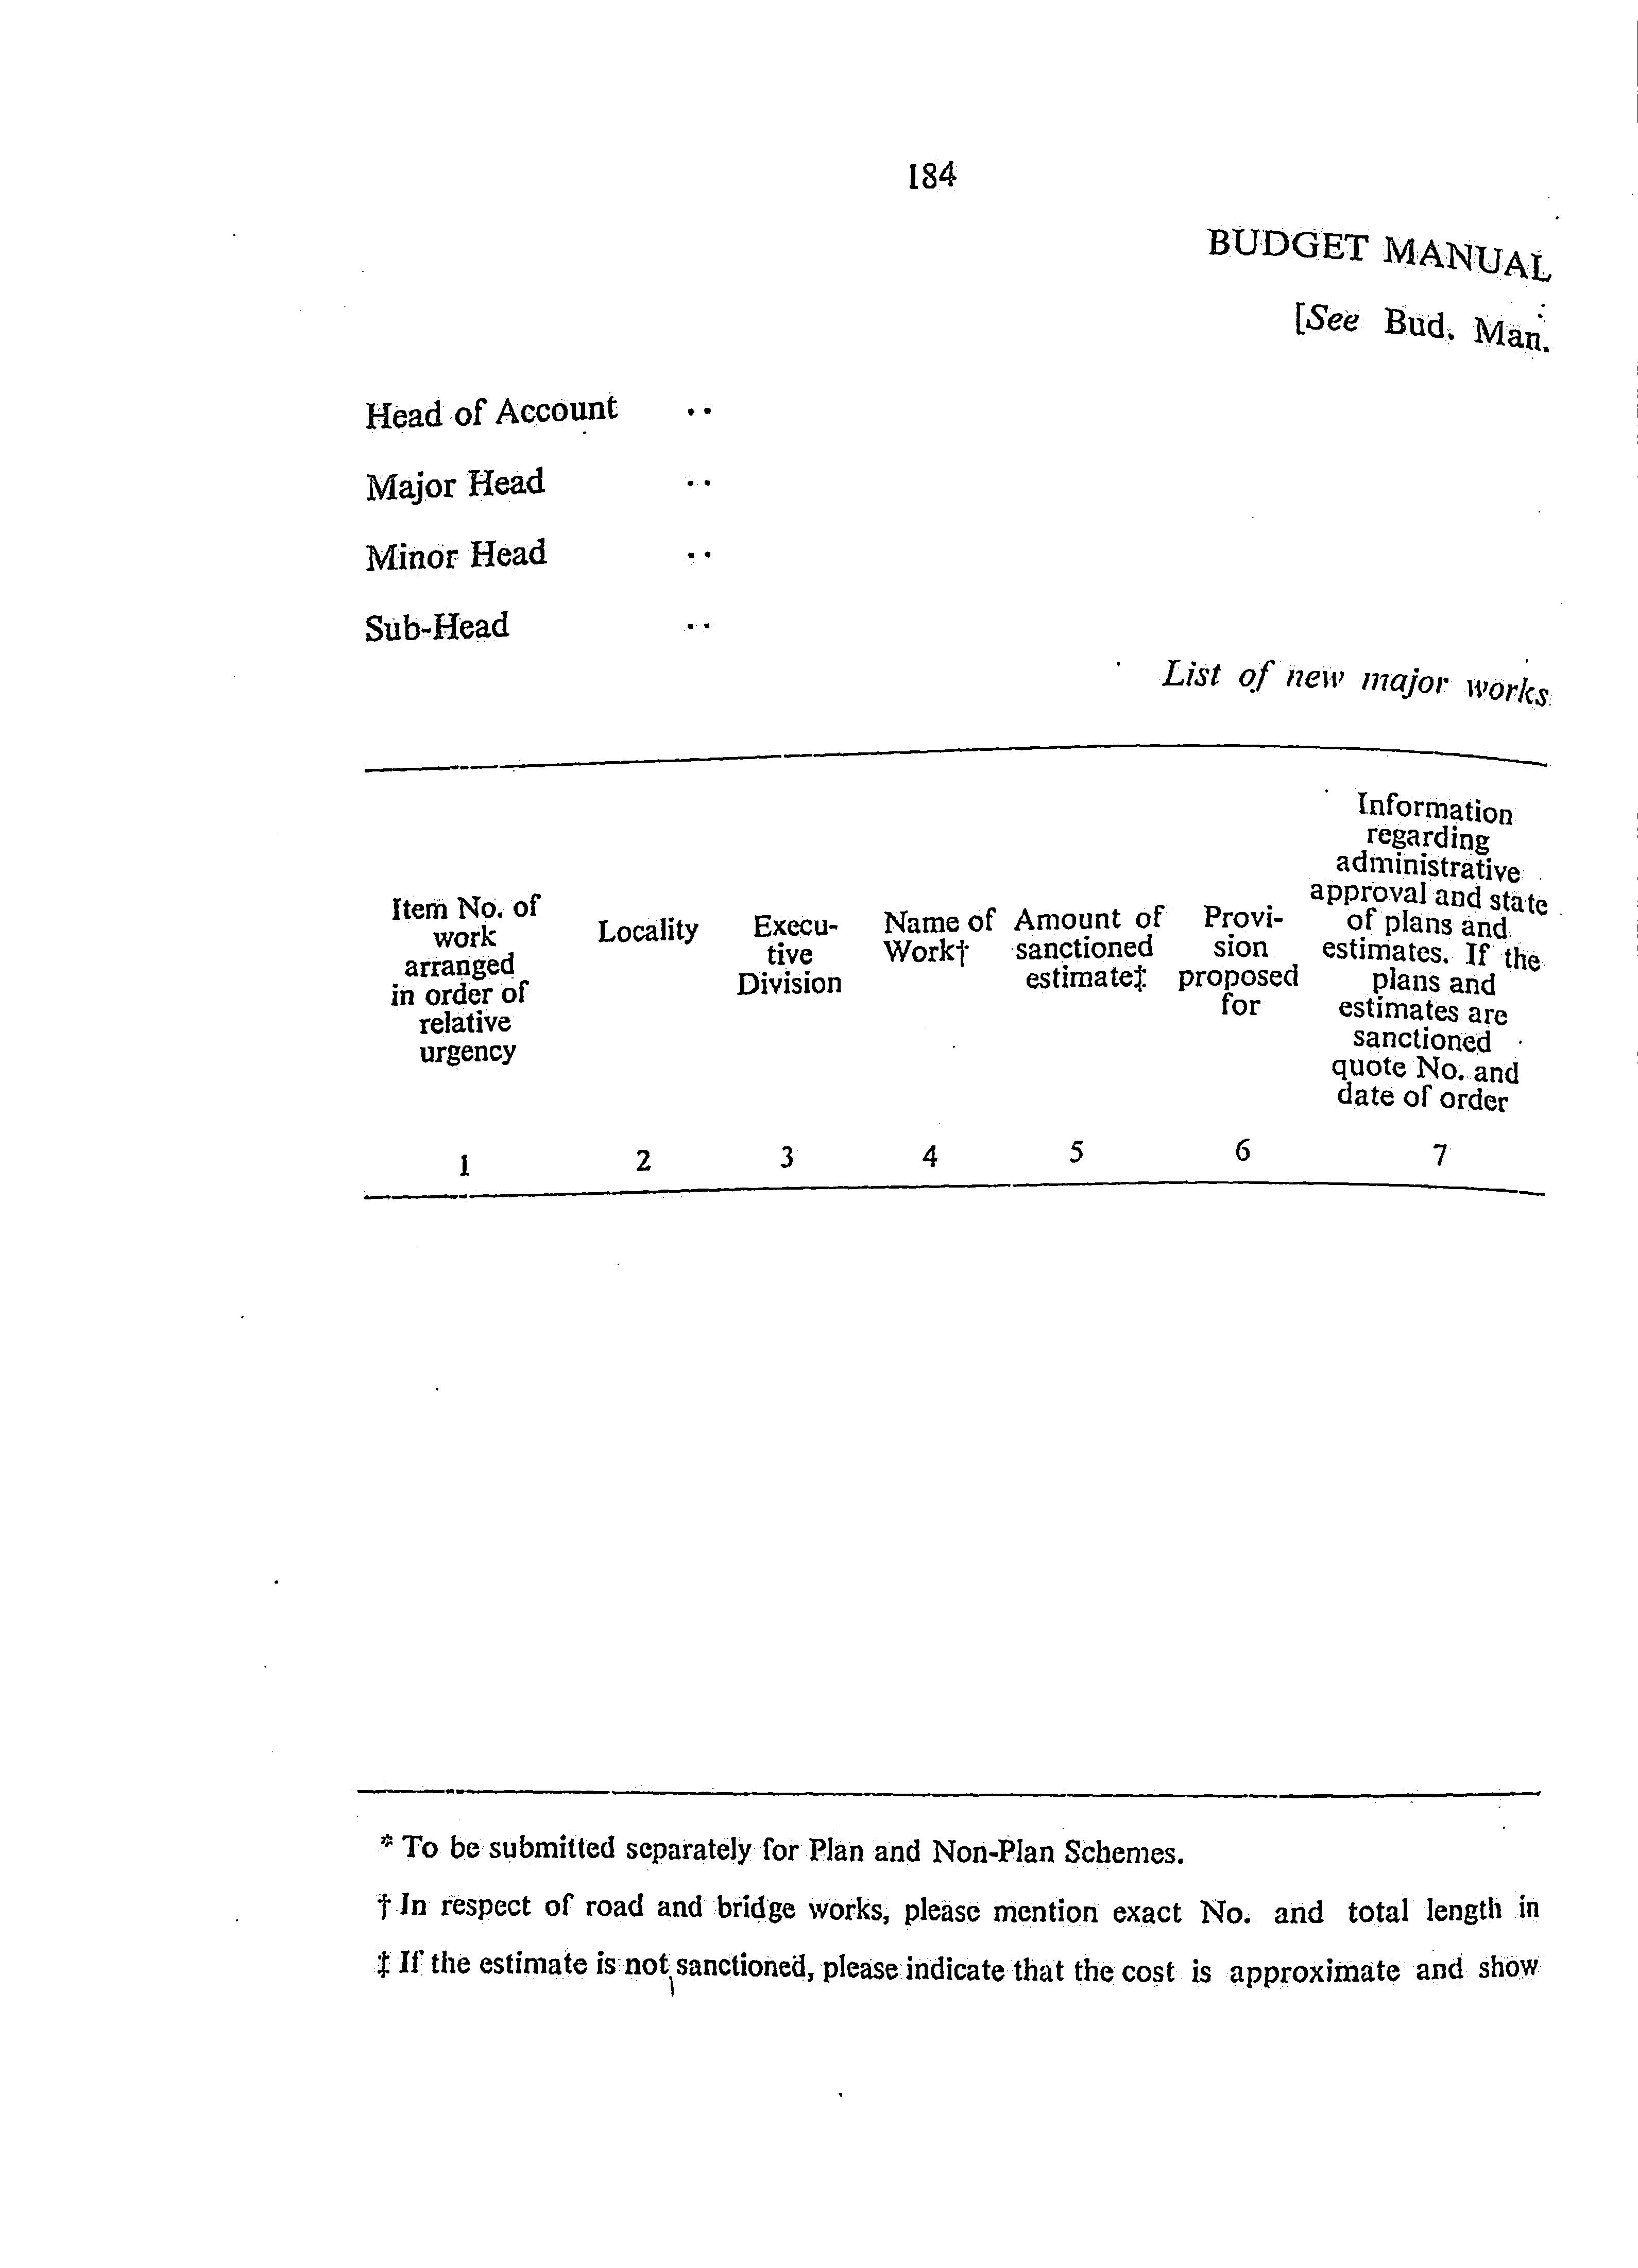 184
BUDGET MANUAL
[See Bud. Man.
Head of Account ..
Major Head ..
Minor Head ..
Sub-Head ..
List of new major works
Item No. of
work
arranged
in order of
relative
urgency
Locality
Execu-
tive
Division
Name of
Work†
Amount of
sanctioned
estimate‡
Provi-
sion
proposed
for
Information
regarding
administrative
approval and state
of plans and
estimates. If the
plans and
estimates are
sanctioned
quote No. and
date of order
1 2 3 4 5 6 7
* To be submitted separately for Plan and Non-Plan Schemes.
† In respect of road and bridge works, please mention exact No. and total length in
‡ If the estimate is not sanctioned, please indicate that the cost is approximate and show